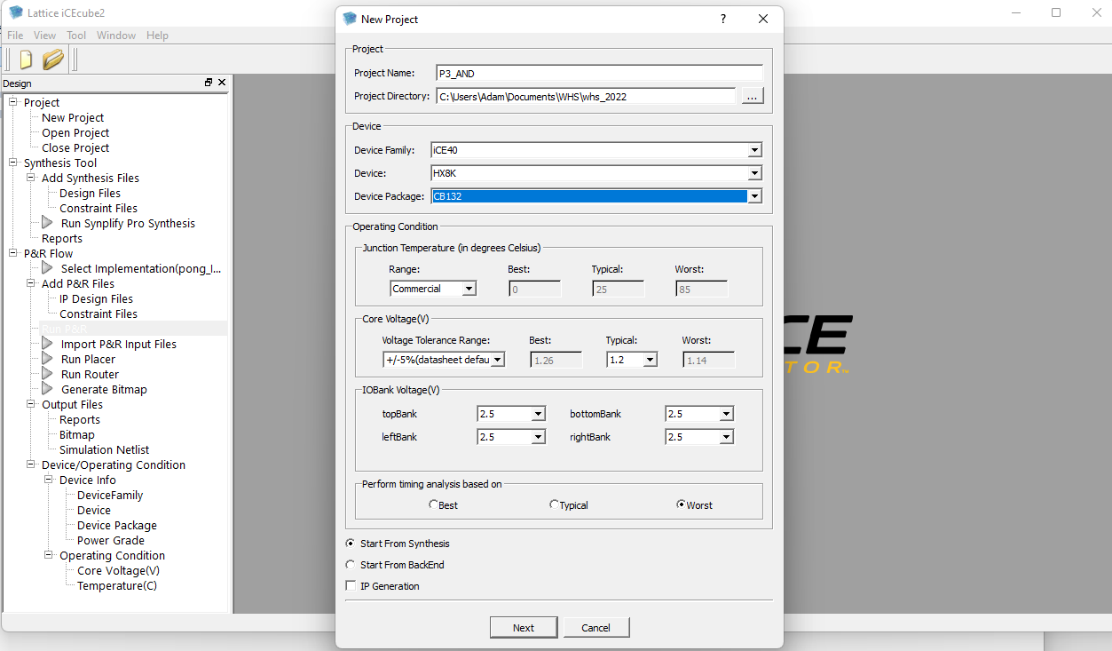 Lattice iCEcube2
File View Tool Window Help
Design
Project
New Project
Open Project
Close Project
Synthesis Tool
Add Synthesis Files
Design Files
Constraint Files
Run Synplify Pro Synthesis
Reports
P&R Flow
Select Implementation(pong_I...
Add P&R Files
IP Design Files
Constraint Files
Run P&R
Import P&R Input Files
Run Placer
Run Router
Generate Bitmap
Output Files
Reports
Bitmap
Simulation Netlist
Device/Operating Condition
Device Info
DeviceFamily
Device
Device Package
Power Grade
Operating Condition
Core Voltage(V)
Temperature(C)
New Project ?
Project
Project Name: P3_AND
Project Directory: C:\Users\Adam\Documents\WHS\whs_2022 ...
Device
Device Family: iCE40
Device: HX8K
Device Package: CB132
Operating Condition
Junction Temperature (in degrees Celsius)
Range: Best: Typical: Worst:
Commercial 0 25 85
Core Voltage(V)
Voltage Tolerance Range: Best: Typical: Worst:
+/-5%(datasheet defau 1.26 1.2 1.14
IOBank Voltage(V)
topBank 2.5 bottomBank 2.5
leftBank 2.5 rightBank 2.5
Perform timing analysis based on
Best Typical Worst
Start From Synthesis
Start From BackEnd
IP Generation
Next Cancel
CE
TOR